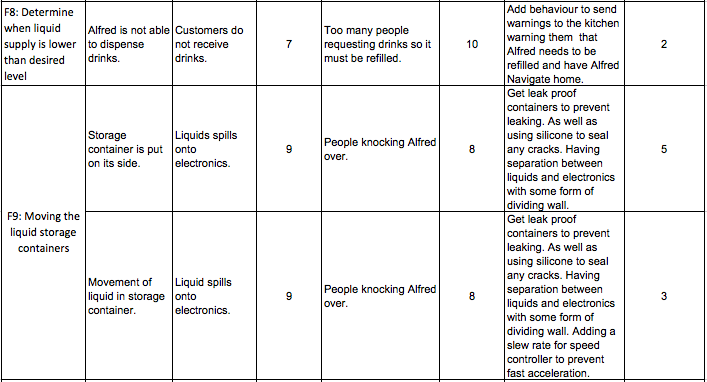 F8: Determine
when liquid
supply is lower
than desired
level
Alfred is not able
to dispense
drinks.
Customers do
not receive
drinks.
7
Too many people
requesting drinks so it
must be refilled.
10
Add behaviour to send
warnings to the kitchen
warning them that
Alfred needs to be
refilled and have Alfred
Navigate home.
2
F9: Moving the
liquid storage
containers
Storage
container is put
on its side.
Liquids spills
onto
electronics.
9
People knocking Alfred
over.
8
Get leak proof
containers to prevent
leaking. As well as
using silicone to seal
any cracks. Having
separation between
liquids and electronics
with some form of
dividing wall.
5
Movement of
liquid in storage
container.
Liquid spills
onto
electronics.
9
People knocking Alfred
over.
8
Get leak proof
containers to prevent
leaking. As well as
using silicone to seal
any cracks. Having
separation between
liquids and electronics
with some form of
dividing wall. Adding a
slew rate for speed
controller to prevent
fast acceleration.
3